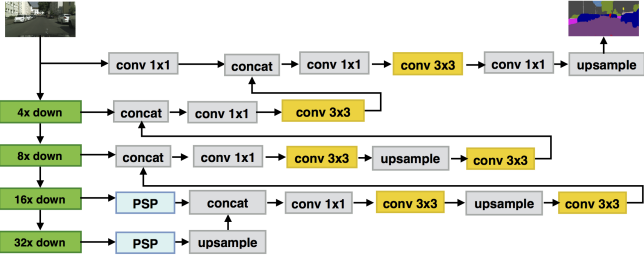 conv 1x1 concat conv 1x1 conv 3x3 conv 1x1 upsample
4x down concat conv 1x1 conv 3x3
8x down concat conv 1x1 conv 3x3 upsample conv 3x3
16x down PSP concat conv 1x1 conv 3x3 upsample conv 3x3
32x down PSP upsample